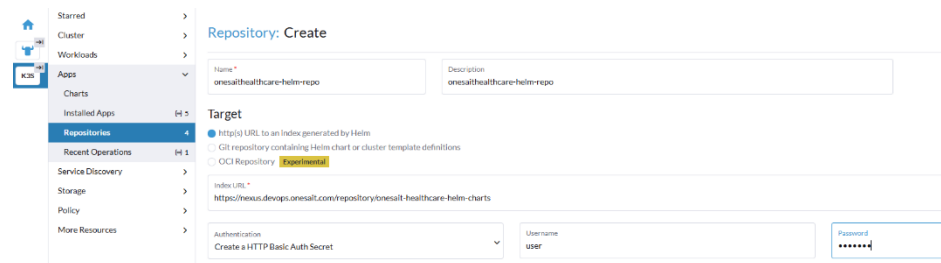 Starred
Cluster
Workloads
K3S
Apps
Charts
Installed Apps 5
Repositories 4
Recent Operations 1
Service Discovery
Storage
Policy
More Resources
Repository: Create
Name *
onesaithealthcare-helm-repo
Description
onesaithealthcare-helm-repo
Target
http(s) URL to an index generated by Helm
Git repository containing Helm chart or cluster template definitions
OCI Repository Experimental
Index URL *
https://nexus.devops.onesait.com/repository/onesait-healthcare-helm-charts
Authentication
Create a HTTP Basic Auth Secret
Username
user
Password
•••••••